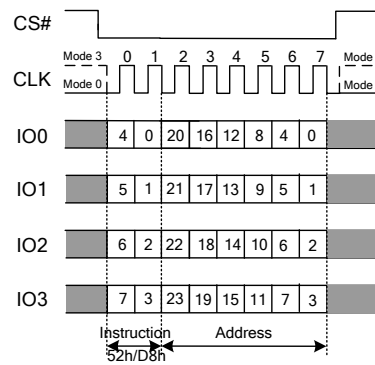 CS#
Mode 3 0 1 2 3 4 5 6 7 Mode
CLK Mode 0 Mode
IO0 4 0 20 16 12 8 4 0
IO1 5 1 21 17 13 9 5 1
IO2 6 2 22 18 14 10 6 2
IO3 7 3 23 19 15 11 7 3
Instruction Address
52h/D8h